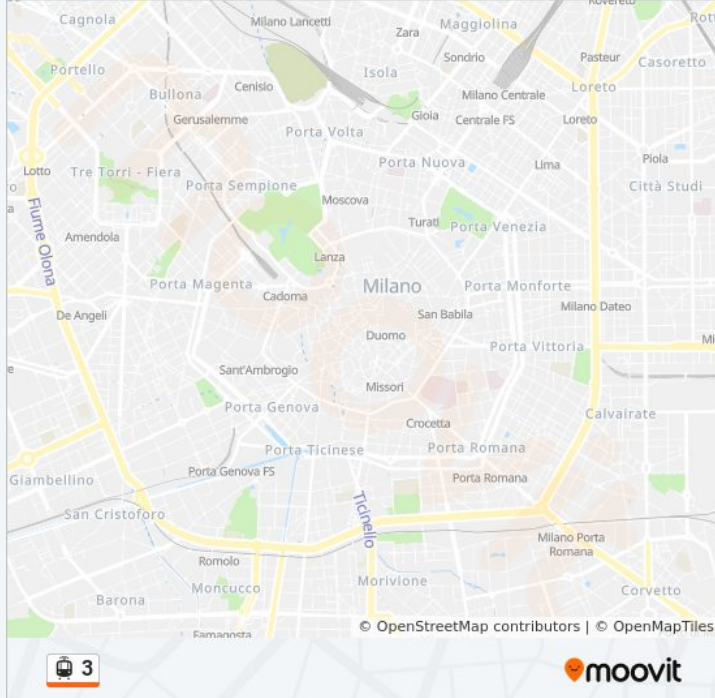 Rovereto
Cagnola
Milano Lancetti
Zara
Maggiolina
Rott
Portello
Isola
Sondrio
Pasteur
Casoretto
Bullona
Cenisio
Milano Centrale
Loreto
Gerusalemme
Gioia
Centrale FS
Loreto
Porta Volta
Lotto
Tre Torri - Fiera
Porta Nuova
Lima
Piola
o
Porta Sempione
Città Studi
a
Moscova
Fiume Olona
Turati
Porta Venezia
Amendola
Lanza
Porta Magenta
Milano
Porta Monforte
Cadorna
San Babila
Milano Dateo
De Angeli
Duomo
Porta Vittoria
Mi
e
Sant'Ambrogio
Missori
Porta Genova
Calvairate
Crocetta
Porta Ticinese
Porta Romana
Giambellino
Porta Genova FS
Porta Romana
San Cristoforo
Ticinello
Milano Porta
Romana
Romolo
Moncucco
Morivione
Corvetto
Barona
Famagosta
© OpenStreetMap contributors | © OpenMapTiles
3
moovit